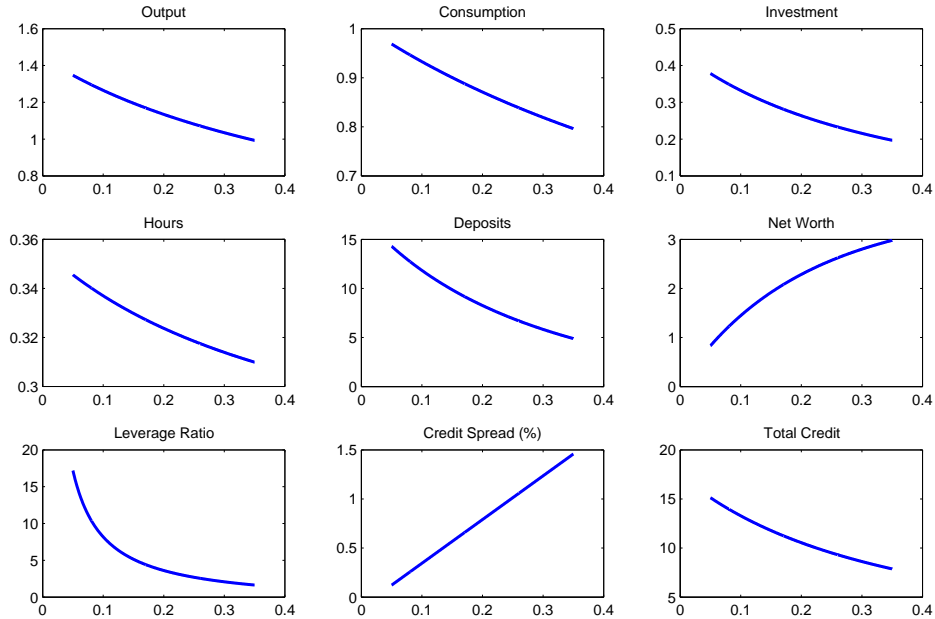 Output
Consumption
Investment
1.6
1.4
1.2
1
0.8
0 0.1 0.2 0.3 0.4
1
0.9
0.8
0.7
0 0.1 0.2 0.3 0.4
0.5
0.4
0.3
0.2
0.1
0 0.1 0.2 0.3 0.4
Hours
Deposits
Net Worth
0.36
0.34
0.32
0.3
0 0.1 0.2 0.3 0.4
15
10
5
0
0 0.1 0.2 0.3 0.4
3
2
1
0
0 0.1 0.2 0.3 0.4
Leverage Ratio
Credit Spread (%)
Total Credit
20
15
10
5
0
0 0.1 0.2 0.3 0.4
1.5
1
0.5
0
0 0.1 0.2 0.3 0.4
20
15
10
5
0 0.1 0.2 0.3 0.4